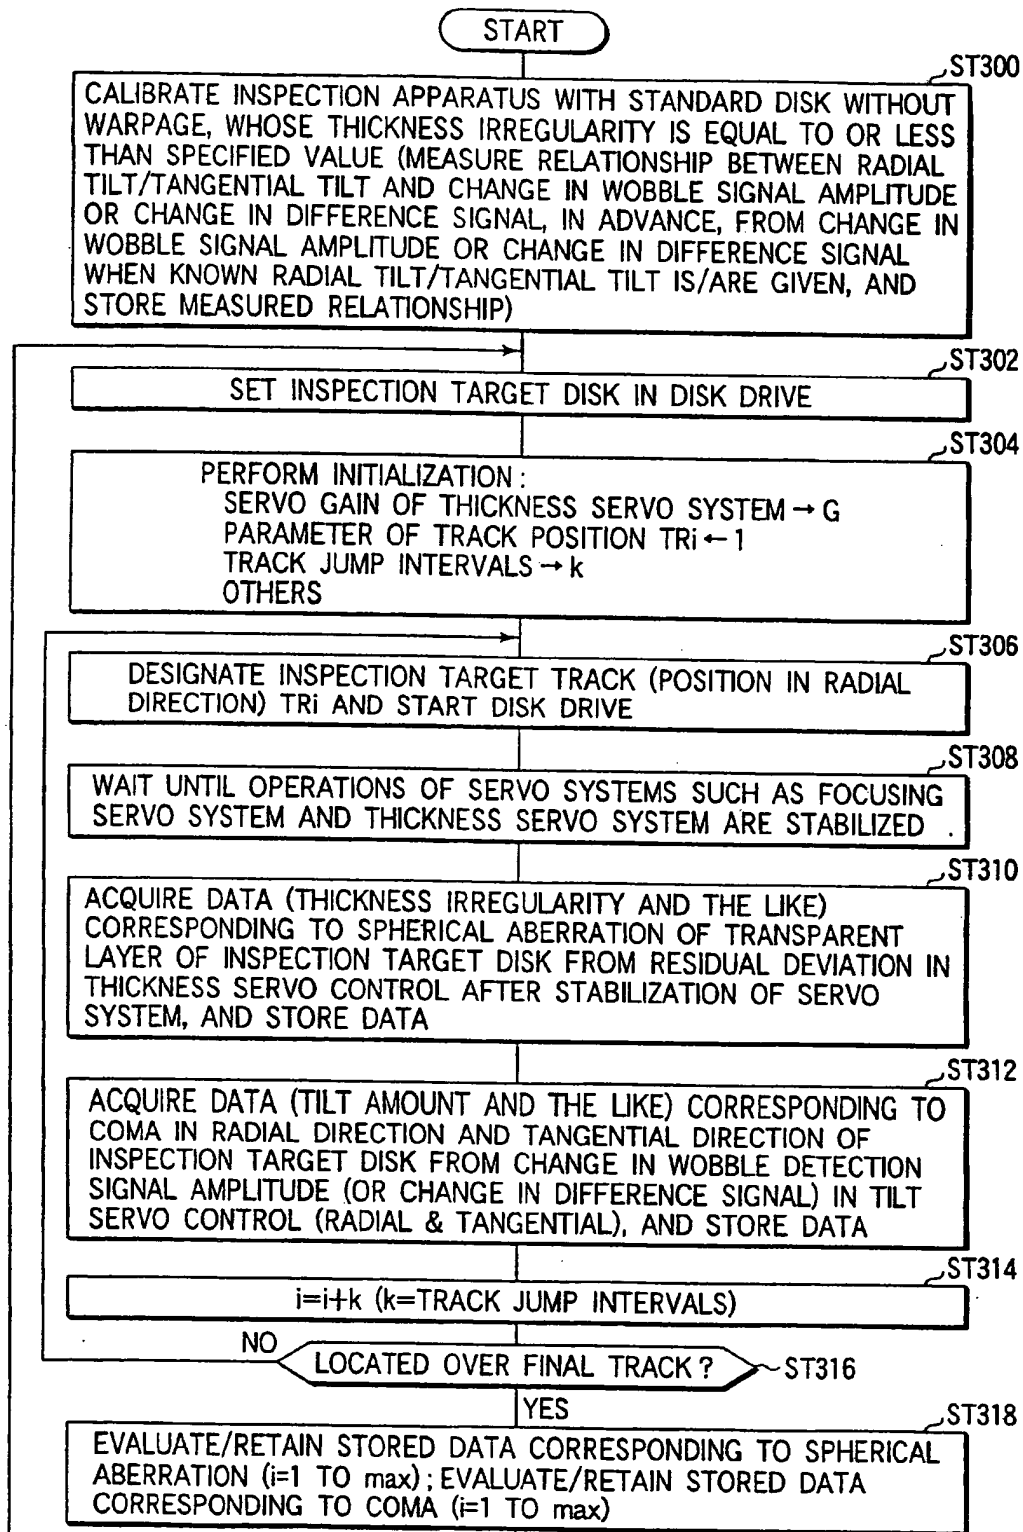 START
ST300
CALIBRATE INSPECTION APPARATUS WITH STANDARD DISK WITHOUT
WARPAGE, WHOSE THICKNESS IRREGULARITY IS EQUAL TO OR LESS
THAN SPECIFIED VALUE (MEASURE RELATIONSHIP BETWEEN RADIAL
TILT/TANGENTIAL TILT AND CHANGE IN WOBBLE SIGNAL AMPLITUDE
OR CHANGE IN DIFFERENCE SIGNAL, IN ADVANCE, FROM CHANGE IN
WOBBLE SIGNAL AMPLITUDE OR CHANGE IN DIFFERENCE SIGNAL
WHEN KNOWN RADIAL TILT/TANGENTIAL TILT IS/ARE GIVEN, AND
STORE MEASURED RELATIONSHIP)
ST302
SET INSPECTION TARGET DISK IN DISK DRIVE
ST304
PERFORM INITIALIZATION :
SERVO GAIN OF THICKNESS SERVO SYSTEM → G
PARAMETER OF TRACK POSITION TRi ← 1
TRACK JUMP INTERVALS → k
OTHERS
ST306
DESIGNATE INSPECTION TARGET TRACK (POSITION IN RADIAL
DIRECTION) TRi AND START DISK DRIVE
ST308
WAIT UNTIL OPERATIONS OF SERVO SYSTEMS SUCH AS FOCUSING
SERVO SYSTEM AND THICKNESS SERVO SYSTEM ARE STABILIZED .
ST310
ACQUIRE DATA (THICKNESS IRREGULARITY AND THE LIKE)
CORRESPONDING TO SPHERICAL ABERRATION OF TRANSPARENT
LAYER OF INSPECTION TARGET DISK FROM RESIDUAL DEVIATION IN
THICKNESS SERVO CONTROL AFTER STABILIZATION OF SERVO
SYSTEM, AND STORE DATA
ST312
ACQUIRE DATA (TILT AMOUNT AND THE LIKE) CORRESPONDING TO
COMA IN RADIAL DIRECTION AND TANGENTIAL DIRECTION OF
INSPECTION TARGET DISK FROM CHANGE IN WOBBLE DETECTION
SIGNAL AMPLITUDE (OR CHANGE IN DIFFERENCE SIGNAL) IN TILT
SERVO CONTROL (RADIAL & TANGENTIAL), AND STORE DATA
ST314
i=i+k (k=TRACK JUMP INTERVALS)
NO
LOCATED OVER FINAL TRACK ?
ST316
YES
ST318
EVALUATE/RETAIN STORED DATA CORRESPONDING TO SPHERICAL
ABERRATION (i=1 TO max) ; EVALUATE/RETAIN STORED DATA
CORRESPONDING TO COMA (i=1 TO max)